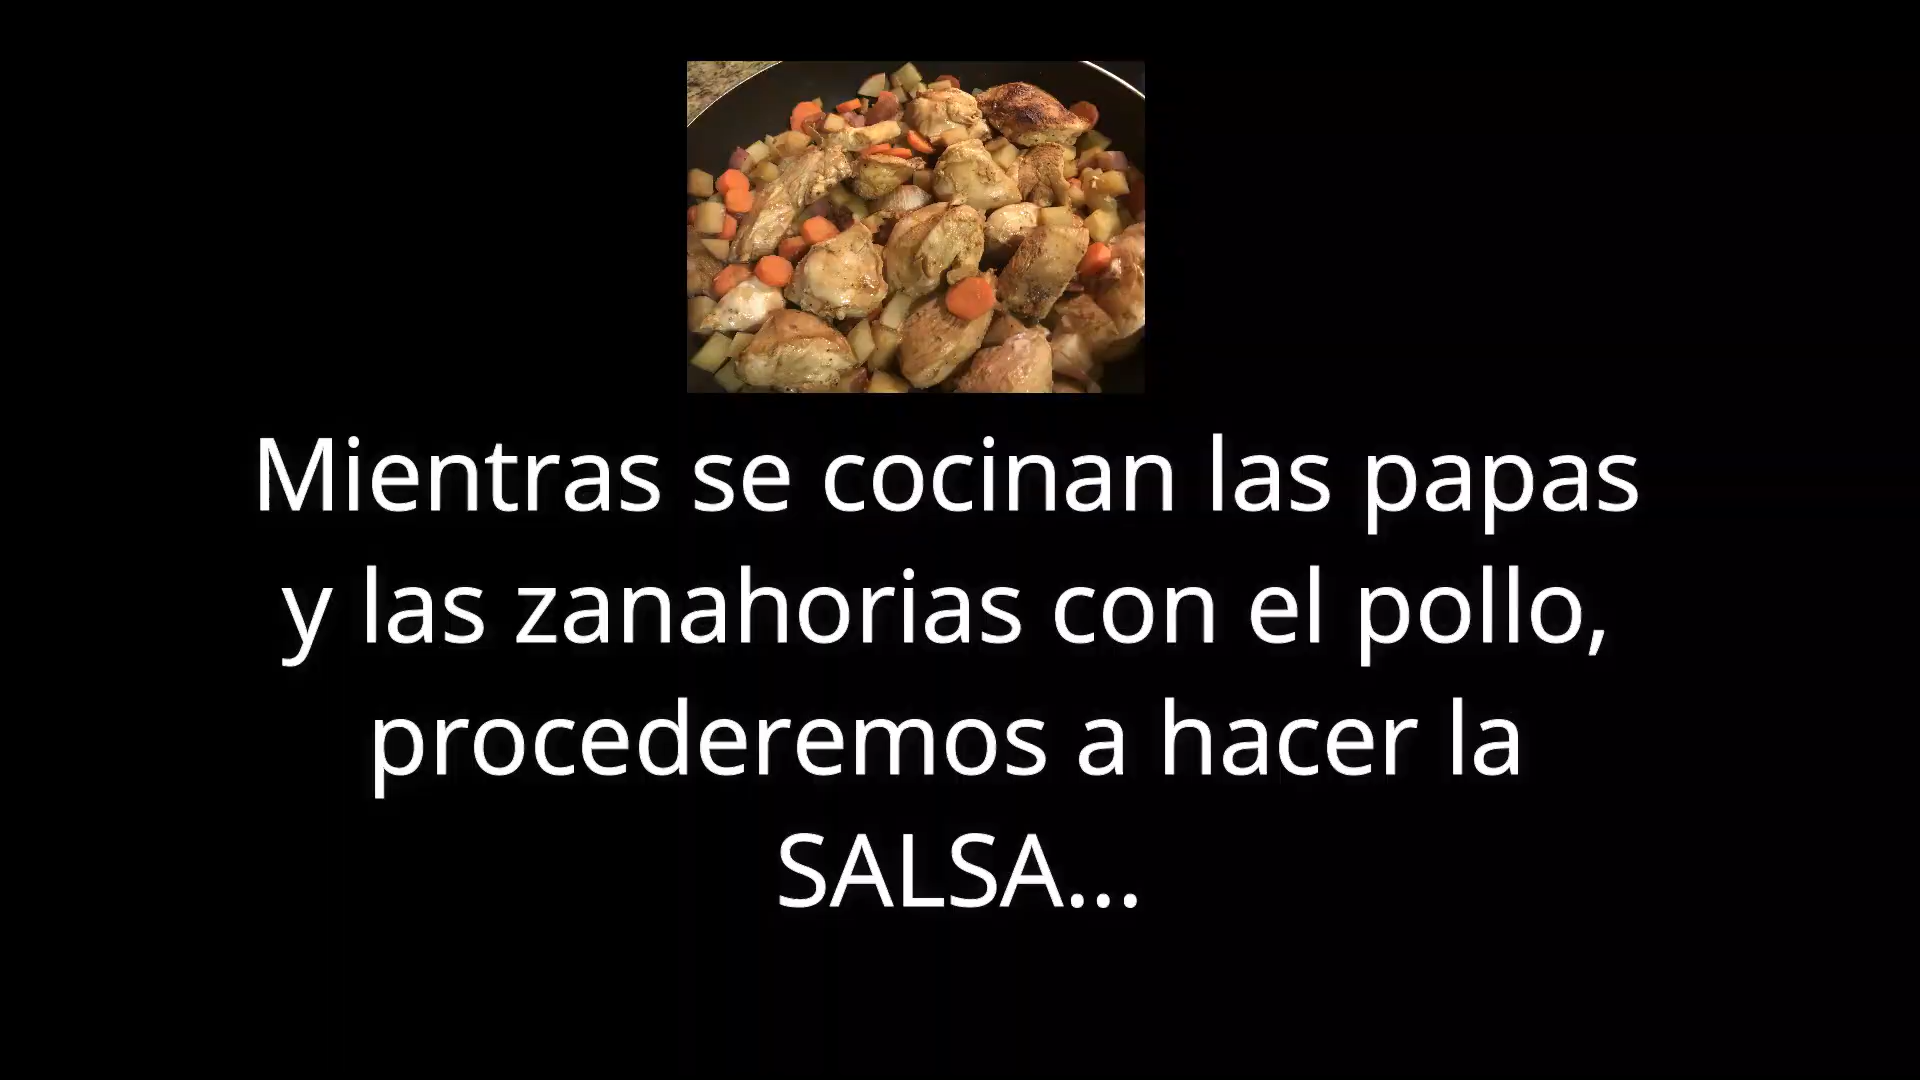 Mientras se cocinan las papas
y las zanahorias con el pollo,
procederemos a hacer la
SALSA...